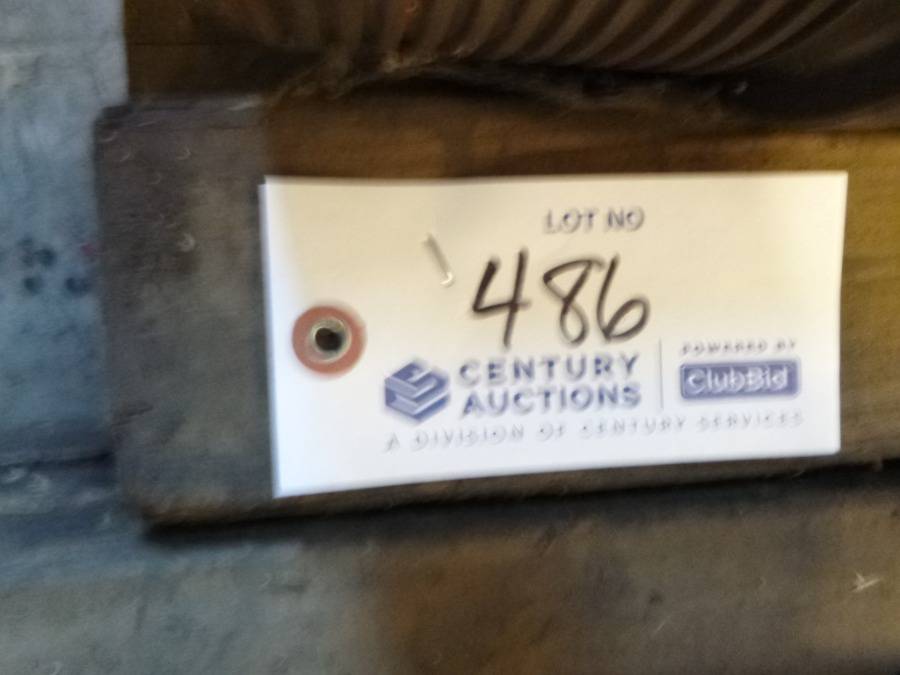 LOT NO
486
CENTURY
AUCTIONS
POWERED BY
ClubBid
A DIVISION OF CENTURY SERVICES